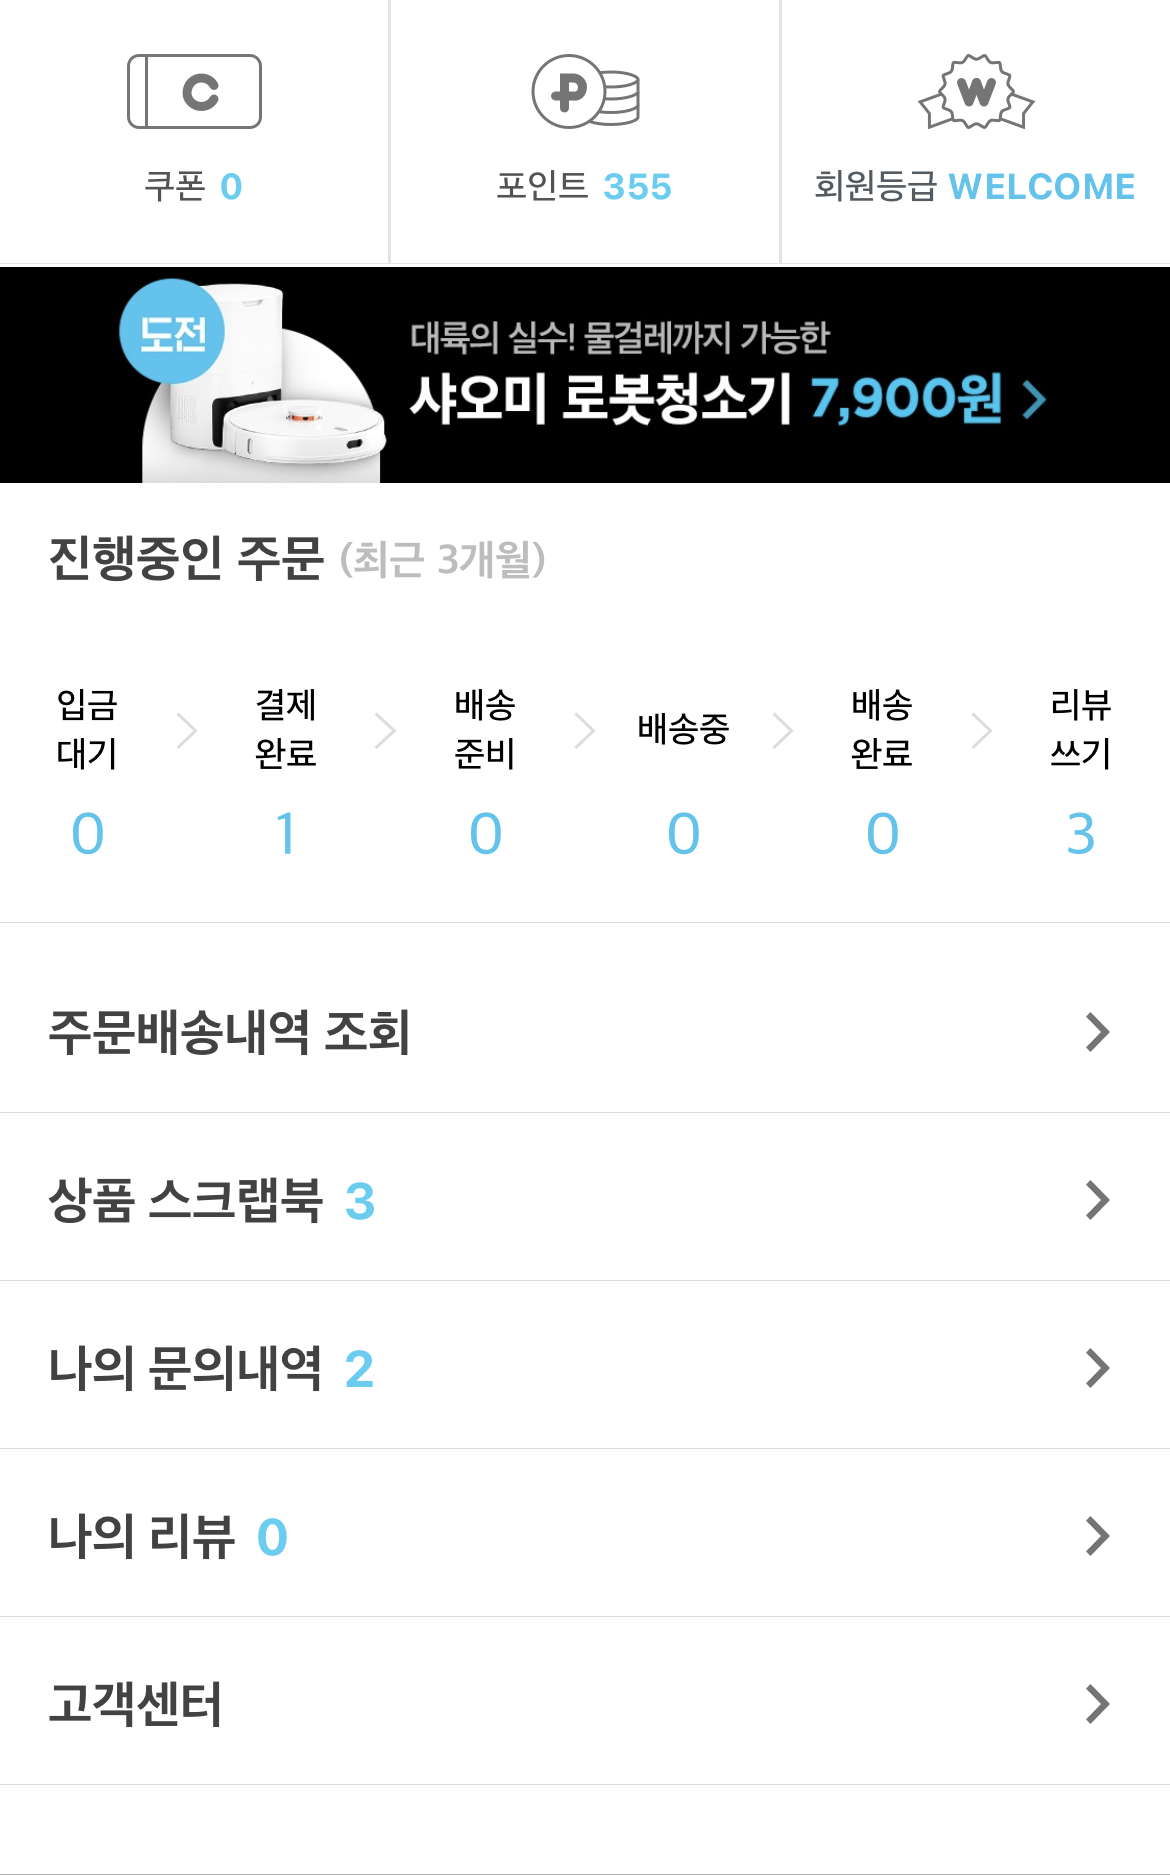 C
P
W
쿠폰 0
포인트 355
회원등급 WELCOME
도전
대륙의 실수! 물걸레까지 가능한
샤오미 로봇청소기 7,900원
진행중인 주문 (최근 3개월)
입금
대기
0
결제
완료
1
배송
준비
0
배송중
0
배송
완료
0
리뷰
쓰기
3
주문배송내역 조회
상품 스크랩북 3
나의 문의내역 2
나의 리뷰 0
고객센터